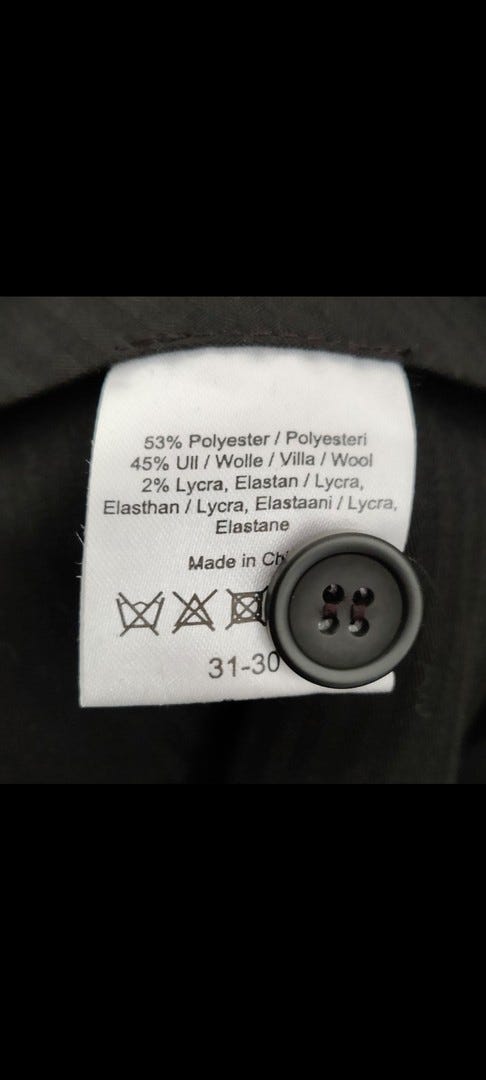 53% Polyester / Polyesteri
45% Ull / Wolle / Villa / Wool
2% Lycra, Elastan / Lycra,
Elasthan / Lycra, Elastaani / Lycra,
Elastane
Made in
31-30